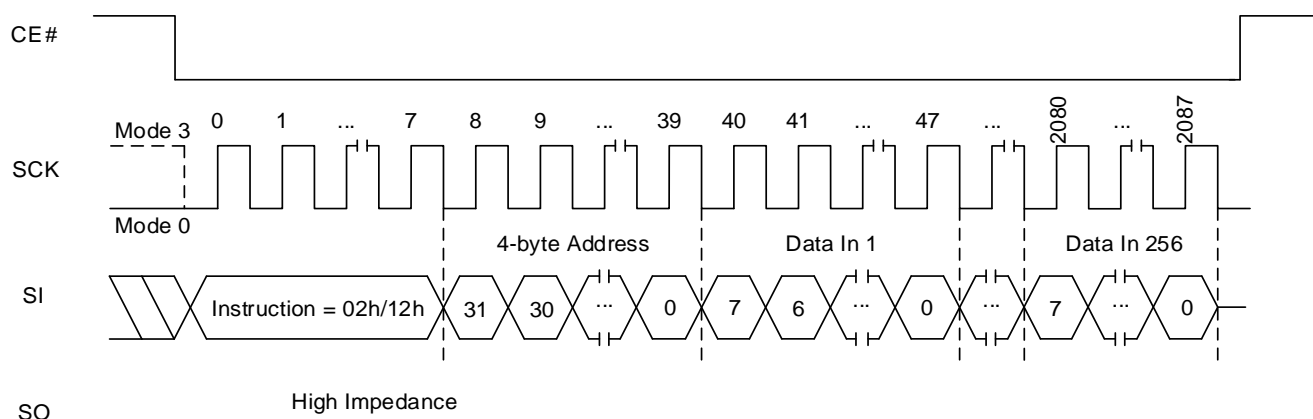 CE#
0 1 ... 7 8 9 ... 39 40 41 ... 47 ... 2080 ... 2087
Mode 3
SCK
Mode 0
4-byte Address Data In 1 Data In 256
SI
Instruction = 02h/12h 31 30 ... 0 7 6 ... 0 ... 7 ... 0
High Impedance
SO